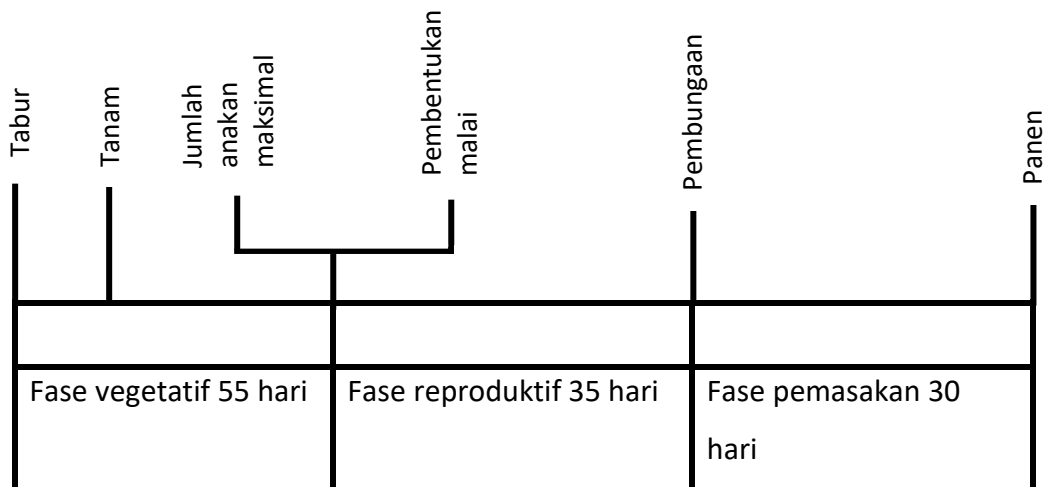 Tabur
Tanam
Jumlah
anakan
maksimal
Pembentukan
malai
Pembungaan
Panen
Fase vegetatif 55 hari
Fase reproduktif 35 hari
Fase pemasakan 30
hari